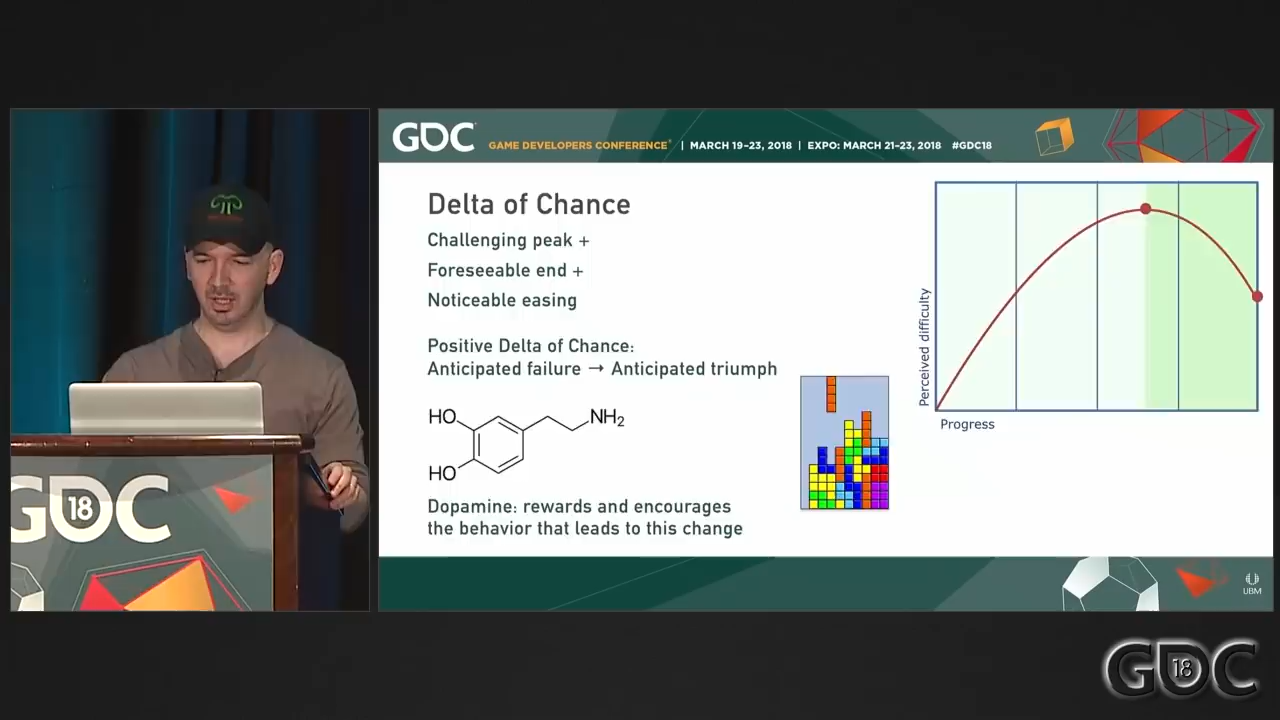 GDC
GAME DEVELOPERS CONFERENCE® | MARCH 19–23, 2018 | EXPO: MARCH 21–23, 2018 #GDC18
Delta of Chance
Challenging peak +
Foreseeable end +
Noticeable easing
Positive Delta of Chance:
Anticipated failure → Anticipated triumph
HO
NH₂
HO
Dopamine: rewards and encourages
the behavior that leads to this change
Perceived difficulty
Progress
GDC
18
UBM
GDC
18